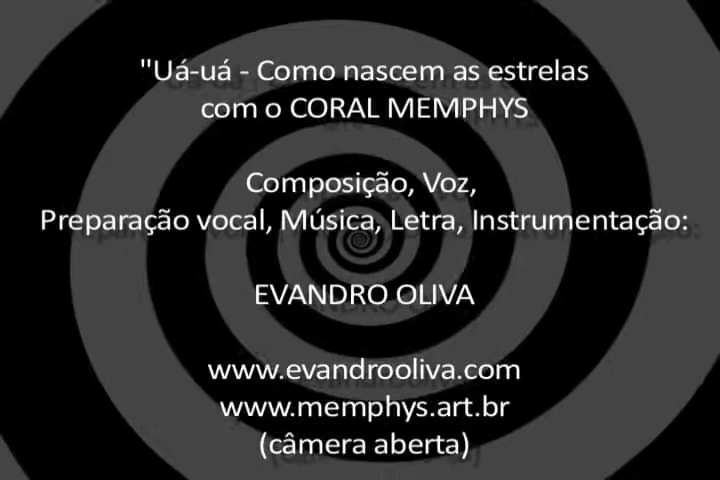 "Uá-uá - Como nascem as estrelas
com o CORAL MEMPHYS
Composição, Voz,
Preparação vocal, Música, Letra, Instrumentação:
EVANDRO OLIVA
www.evandrooliva.com
www.memphys.art.br
(câmera aberta)